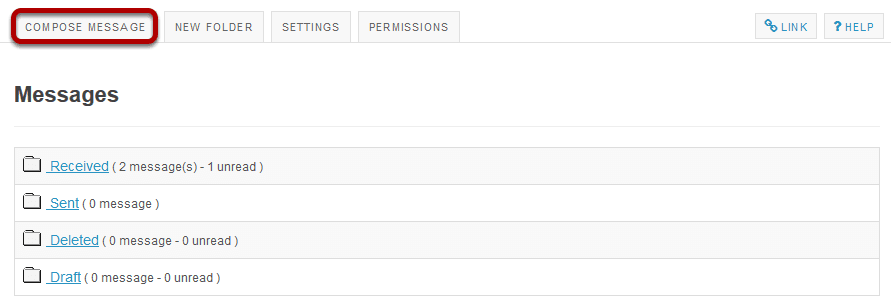 COMPOSE MESSAGE NEW FOLDER SETTINGS PERMISSIONS LINK ? HELP
Messages
Received ( 2 message(s) - 1 unread )
Sent ( 0 message )
Deleted ( 0 message - 0 unread )
Draft ( 0 message - 0 unread )